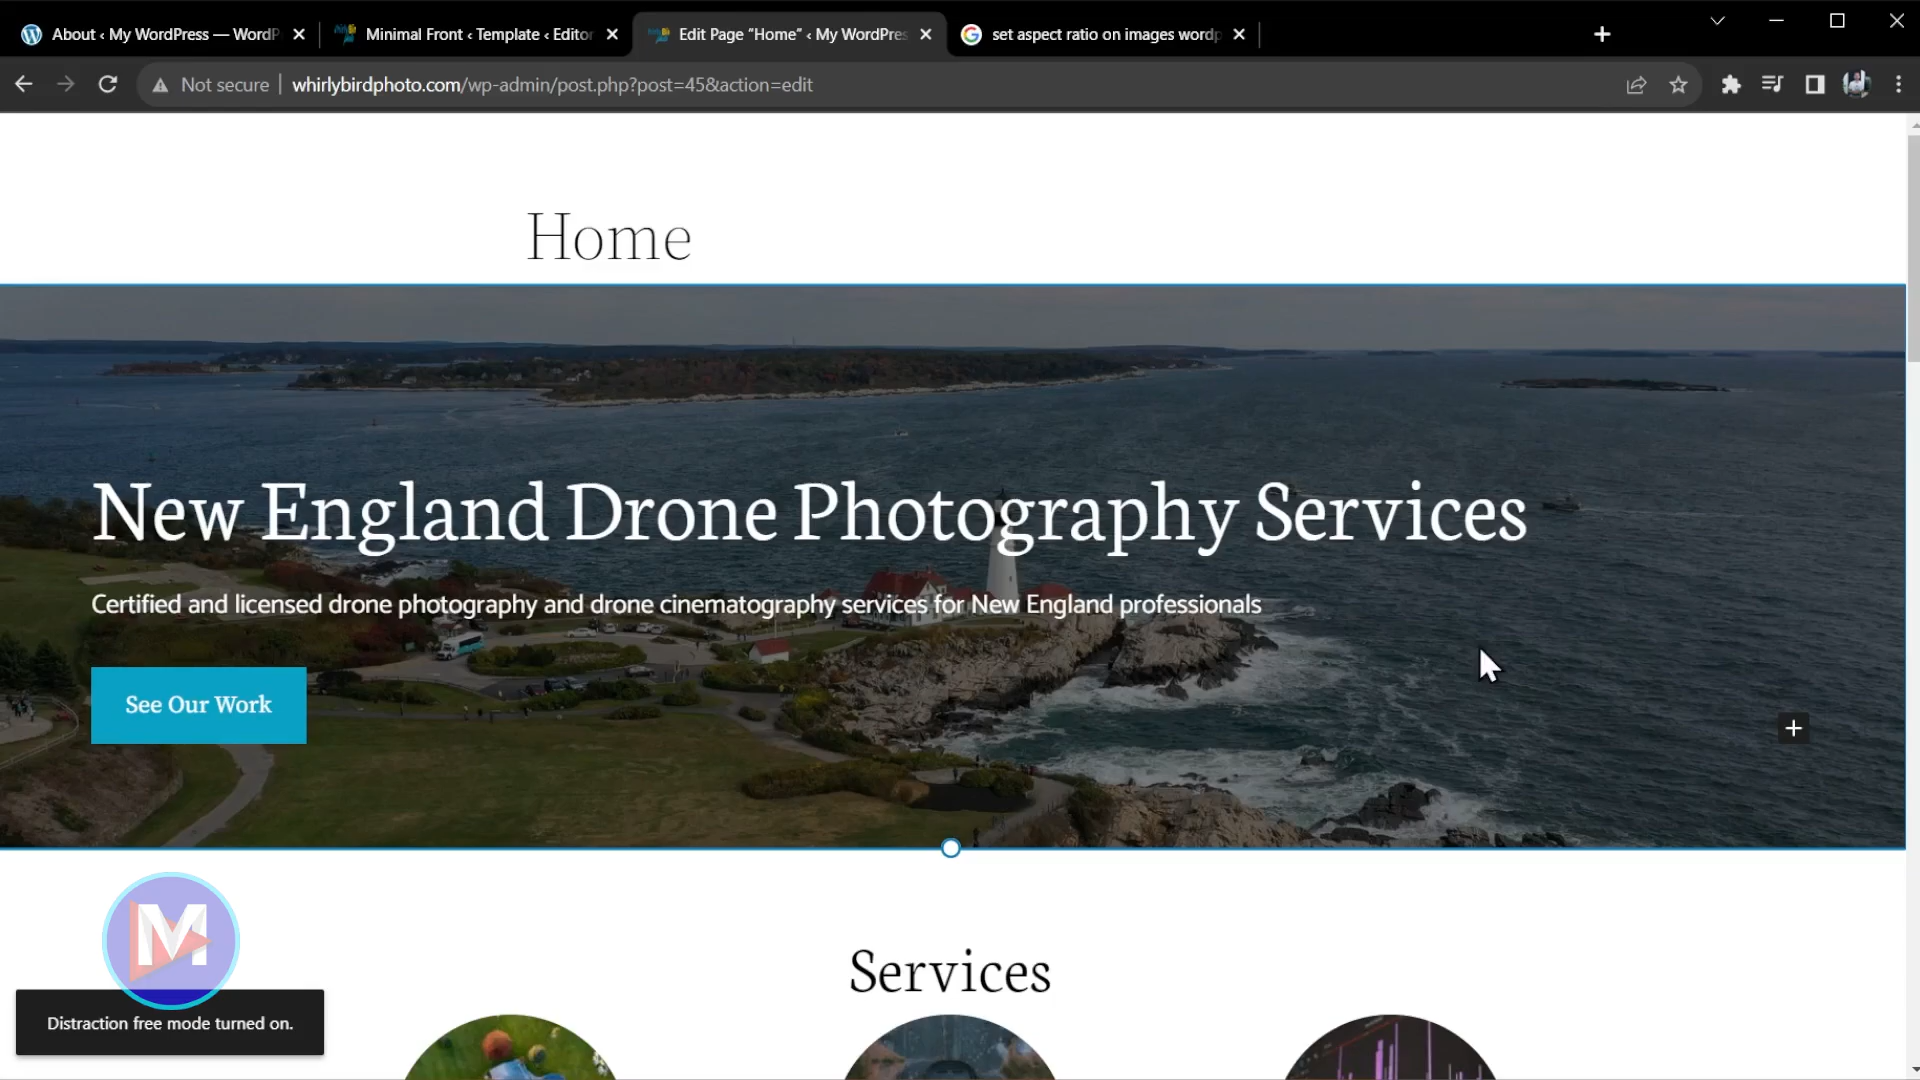 About ‹ My WordPress — WordP
Minimal Front ‹ Template ‹ Editor
Edit Page “Home” ‹ My WordPres
set aspect ratio on images wordp
Not secure
whirlybirdphoto.com/wp-admin/post.php?post=45&action=edit
Home
New England Drone Photography Services
Certified and licensed drone photography and drone cinematography services for New England professionals
See Our Work
Services
M
Distraction free mode turned on.